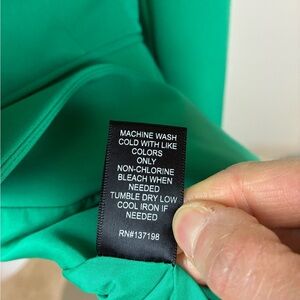 MACHINE WASH
COLD WITH LIKE
COLORS
ONLY
NON-CHLORINE
BLEACH WHEN
NEEDED
TUMBLE DRY LOW
COOL IRON IF
NEEDED
RN#137198